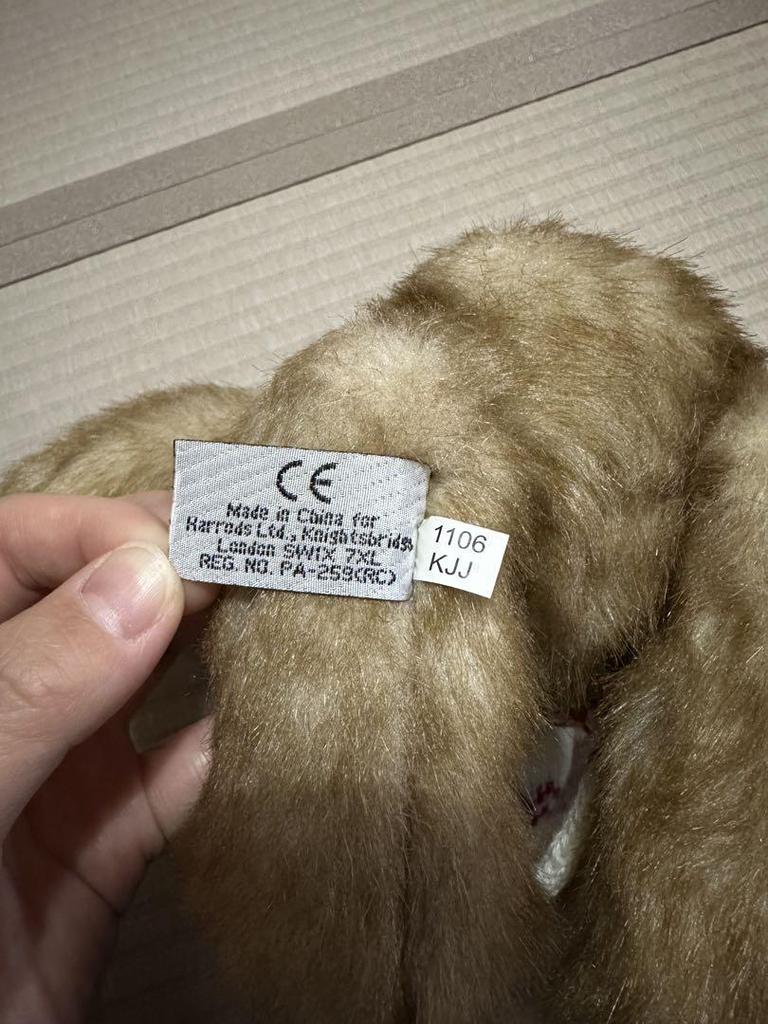 CE
Made in China for
Harrods Ltd., Knightsbridge
London SW1X 7XL
REG. NO. PA-259(RC)
1106
KJJ